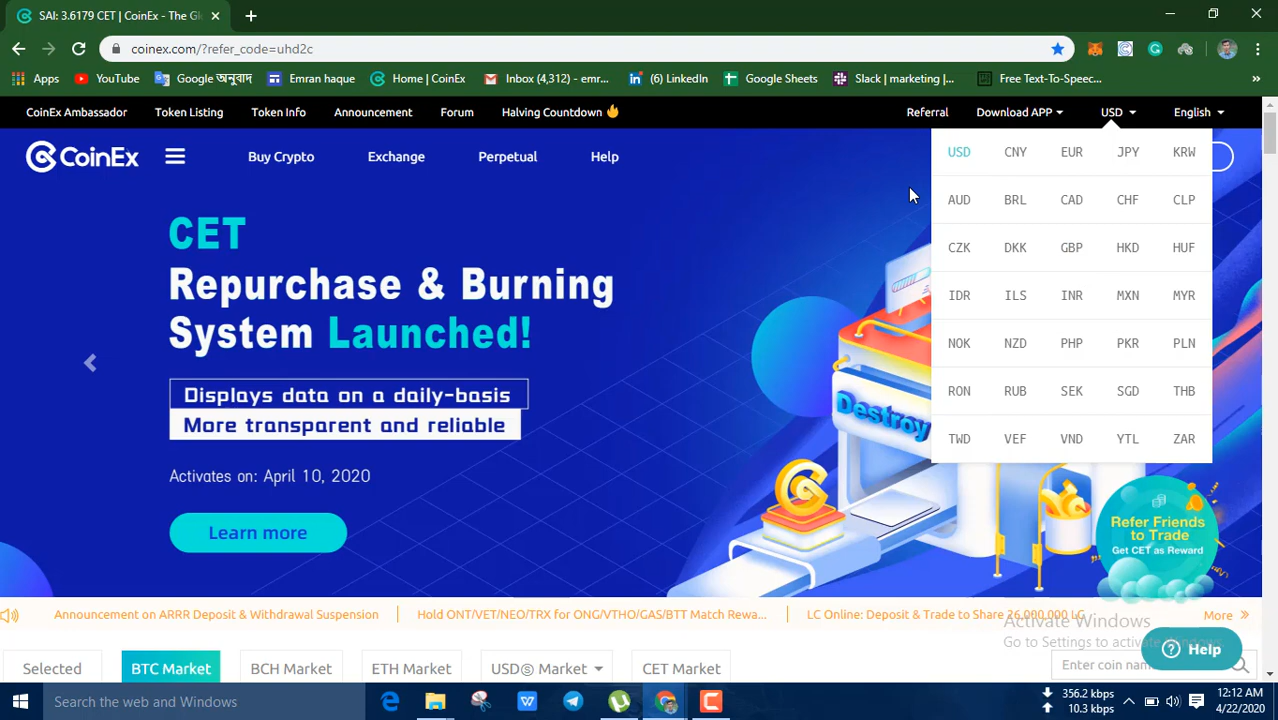 SAI: 3.6179 CET | CoinEx - The Gl
coinex.com/?refer_code=uhd2c
Apps YouTube Google অনুবাদ Emran haque Home | CoinEx Inbox (4,312) - emr... (6) LinkedIn Google Sheets Slack | marketing |... Free Text-To-Speec...
CoinEx Ambassador Token Listing Token Info Announcement Forum Halving Countdown Referral Download APP USD English
CoinEx Buy Crypto Exchange Perpetual Help
USD CNY EUR JPY KRW
AUD BRL CAD CHF CLP
CZK DKK GBP HKD HUF
IDR ILS INR MXN MYR
NOK NZD PHP PKR PLN
RON RUB SEK SGD THB
TWD VEF VND YTL ZAR
CET
Repurchase & Burning
System Launched!
Displays data on a daily-basis
More transparent and reliable
Activates on: April 10, 2020
Learn more
Destroy
Refer Friends
to Trade
Get CET as Reward
Announcement on ARRR Deposit & Withdrawal Suspension Hold ONT/VET/NEO/TRX for ONG/VTHO/GAS/BTT Match Rewa... LC Online: Deposit & Trade to Share 26,000,000 LG More
Activate Windows
Go to Settings to activate Windows.
Help
Selected BTC Market BCH Market ETH Market USDⓈ Market CET Market Enter coin name
Search the web and Windows
356.2 kbps
10.3 kbps
12:12 AM
4/22/2020